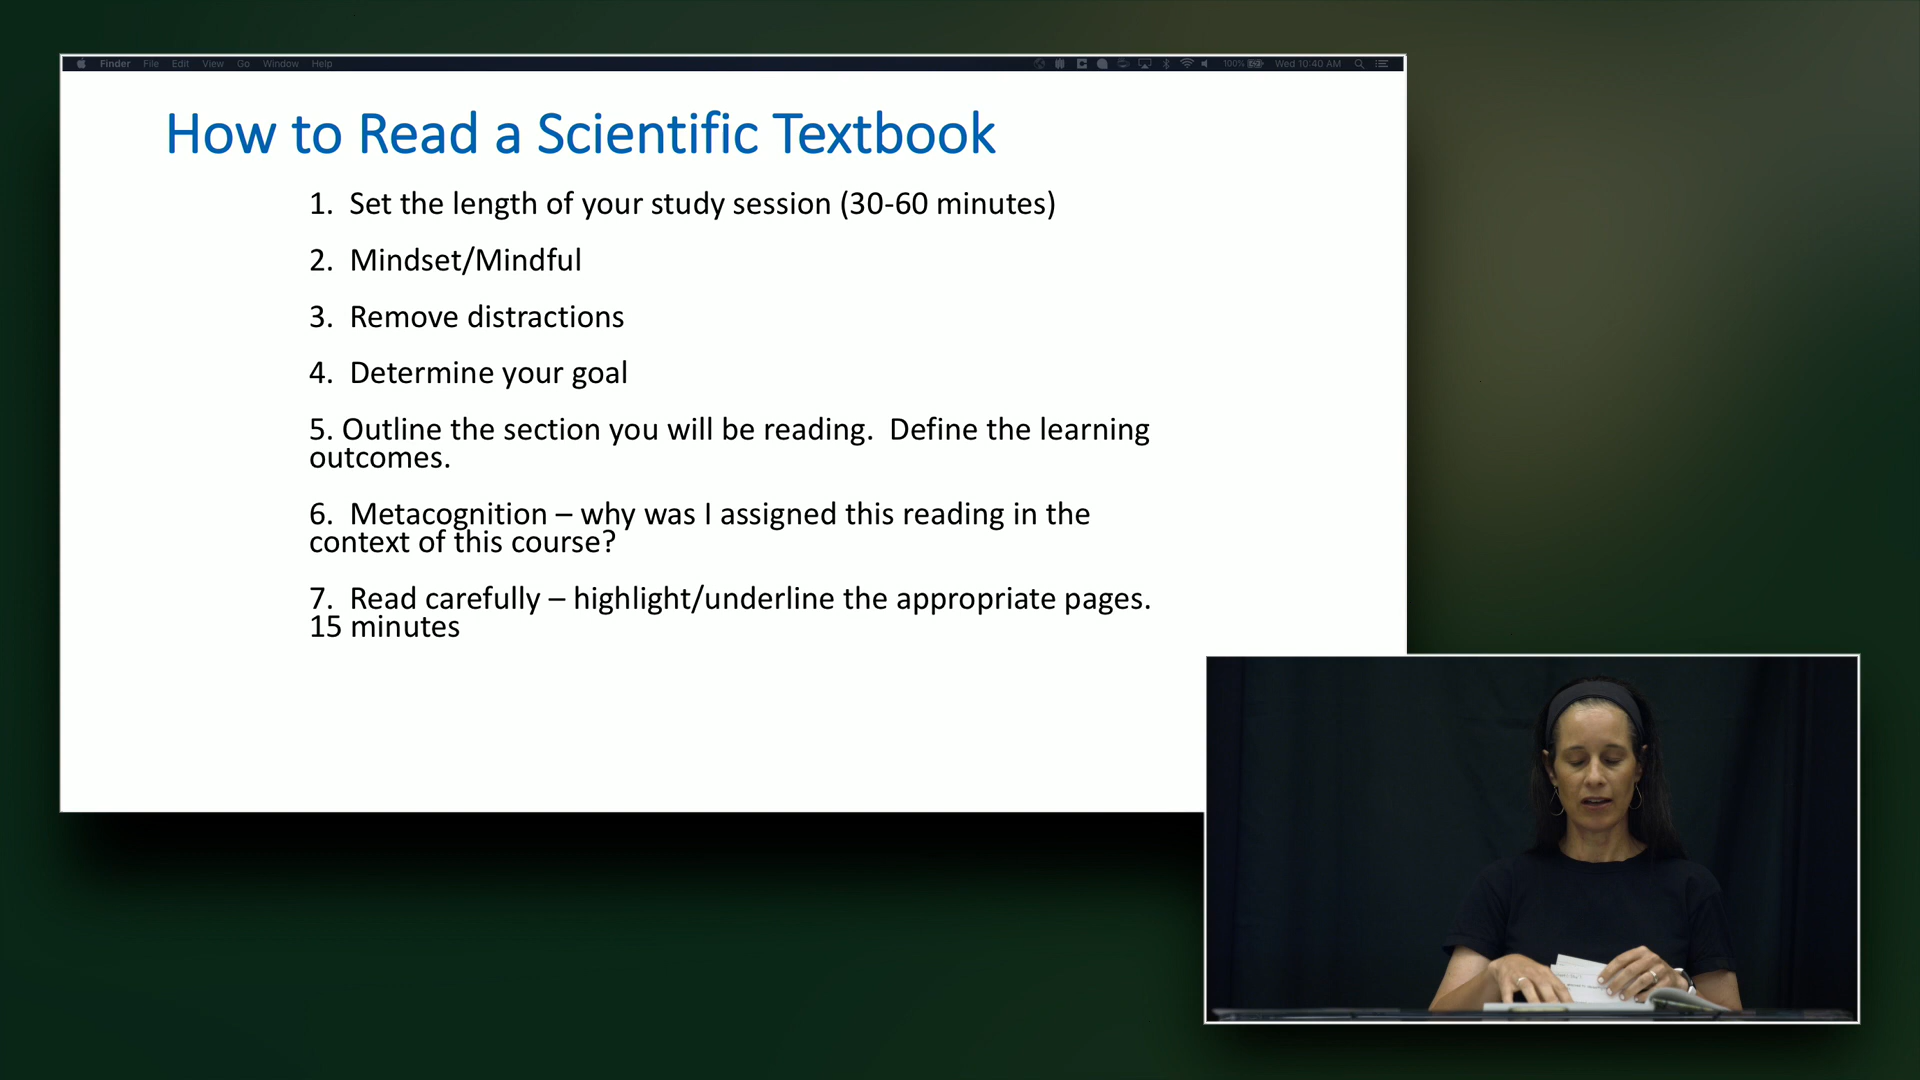 Finder File Edit View Go Window Help
100% Wed 10:40 AM
How to Read a Scientific Textbook
1. Set the length of your study session (30-60 minutes)
2. Mindset/Mindful
3. Remove distractions
4. Determine your goal
5. Outline the section you will be reading. Define the learning
outcomes.
6. Metacognition – why was I assigned this reading in the
context of this course?
7. Read carefully – highlight/underline the appropriate pages.
15 minutes